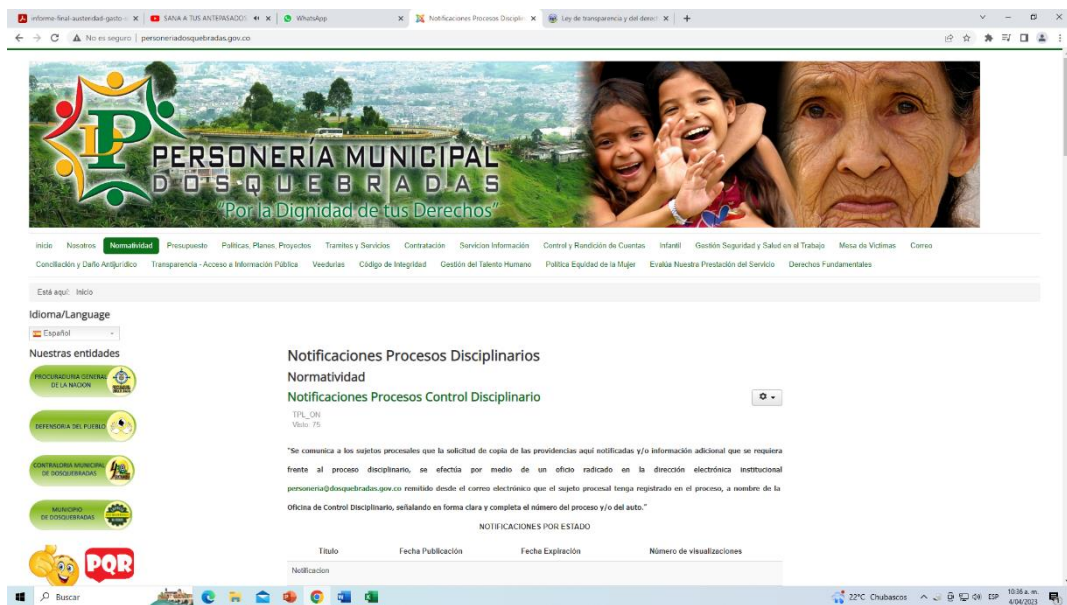 informe-final-austeridad-gasto
SANA A TUS ANTEPASADOS
WhatsApp
Notificaciones Procesos Disciplin
Ley de transparencia y del derec
No es seguro | personeriadosquebradas.gov.co
PERSONERÍA MUNICIPAL
DOSQUEBRADAS
"Por la Dignidad de tus Derechos"
inicio Nosotros Normatividad Presupuesto Políticas, Planes, Proyectos Tramites y Servicios Contratación Servicion Información Control y Rendición de Cuentas Infantil Gestión Seguridad y Salud en el Trabajo Mesa de Victimas Correo
Conciliación y Daño Antijurídico Transparencia - Acceso a Información Pública Veedurias Código de Integridad Gestión del Talento Humano Política Equidad de la Mujer Evalúa Nuestra Prestación del Servicio Derechos Fundamentales
Está aquí: Inicio
Idioma/Language
Español
Nuestras entidades
PROCURADURIA GENERAL
DE LA NACION
DEFENSORIA DEL PUEBLO
CONTRALORIA MUNICIPAL
DE DOSQUEBRADAS
MUNICIPIO
DE DOSQUEBRADAS
PQR
Notificaciones Procesos Disciplinarios
Normatividad
Notificaciones Procesos Control Disciplinario
TPL_ON
Visto: 75
"Se comunica a los sujetos procesales que la solicitud de copia de las providencias aquí notificadas y/o información adicional que se requiera
frente al proceso disciplinario, se efectúa por medio de un oficio radicado en la dirección electrónica institucional
personeria@dosquebradas.gov.co remitido desde el correo electrónico que el sujeto procesal tenga registrado en el proceso, a nombre de la
Oficina de Control Disciplinario, señalando en forma clara y completa el número del proceso y/o del auto."
NOTIFICACIONES POR ESTADO
Título Fecha Publicación Fecha Expiración Número de visualizaciones
Notificacion
Buscar
22°C Chubascos
ESP
10:36 a. m.
4/04/2023